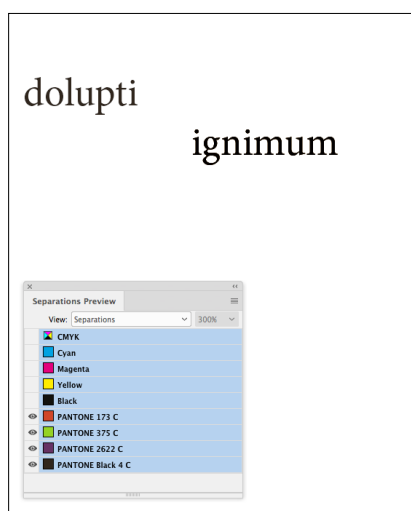 dolupti
ignimum
Separations Preview
View: Separations 300%
CMYK
Cyan
Magenta
Yellow
Black
PANTONE 173 C
PANTONE 375 C
PANTONE 2622 C
PANTONE Black 4 C